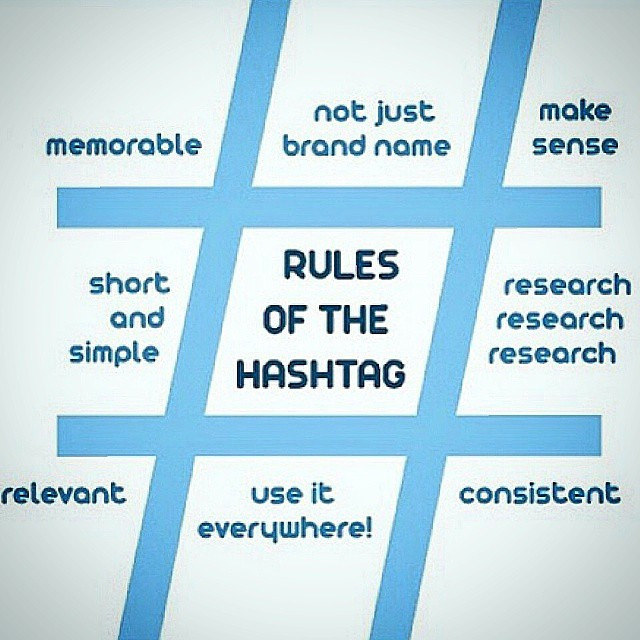 memorable
not just
brand name
make
sense
short
and
simple
RULES
OF THE
HASHTAG
research
research
research
relevant
use it
everywhere!
consistent